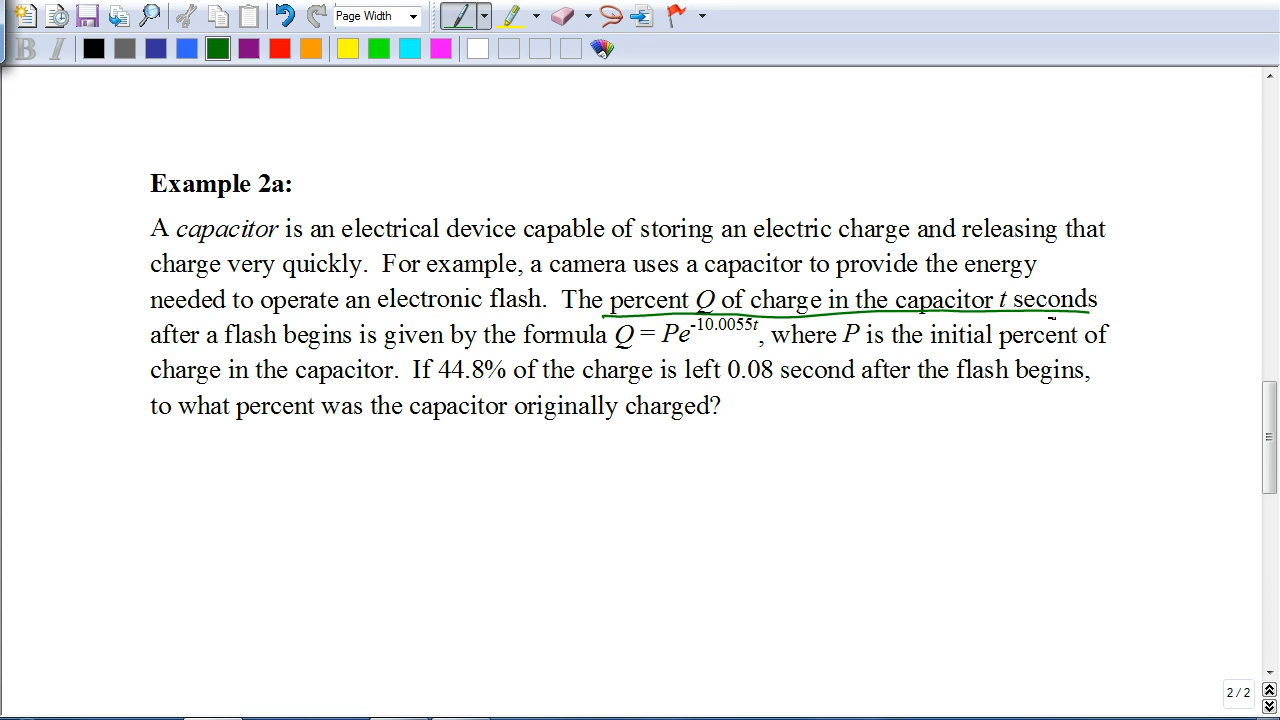 Page Width
B I
Example 2a:
A capacitor is an electrical device capable of storing an electric charge and releasing that
charge very quickly. For example, a camera uses a capacitor to provide the energy
needed to operate an electronic flash. The percent Q of charge in the capacitor t seconds
after a flash begins is given by the formula Q = Pe^-10.0055t, where P is the initial percent of
charge in the capacitor. If 44.8% of the charge is left 0.08 second after the flash begins,
to what percent was the capacitor originally charged?
2 / 2